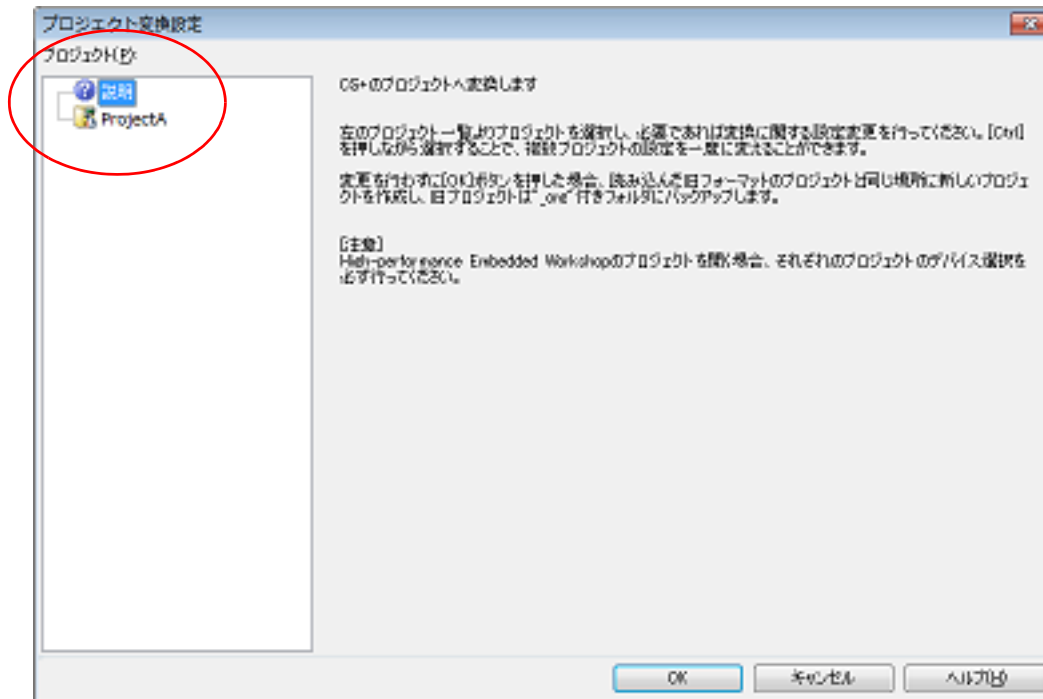 プロジェクト変換設定
プロジェクト(P):
説明
ProjectA
CS+のプロジェクトへ変換します
左のプロジェクト一覧よりプロジェクトを選択し、必要であれば変換に関する設定変更を行ってください。[Ctrl]
を押しながら選択することで、複数プロジェクトの設定を一度に変えることができます。
変更を行わずに[OK]ボタンを押した場合、読み込んだ旧フォーマットのプロジェクトと同じ場所に新しいプロジェ
クトを作成し、旧プロジェクトは"_org"付きフォルダにバックアップします。
[注意]
High-performance Embedded Workshopのプロジェクトを開く場合、それぞれのプロジェクトのデバイス選択を
必ず行ってください。
OK
キャンセル
ヘルプ(H)